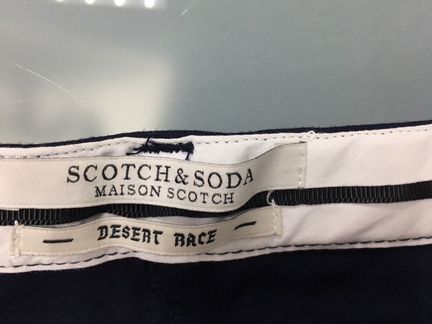 SCOTCH&SODA
MAISON SCOTCH
— DESERT RACE —